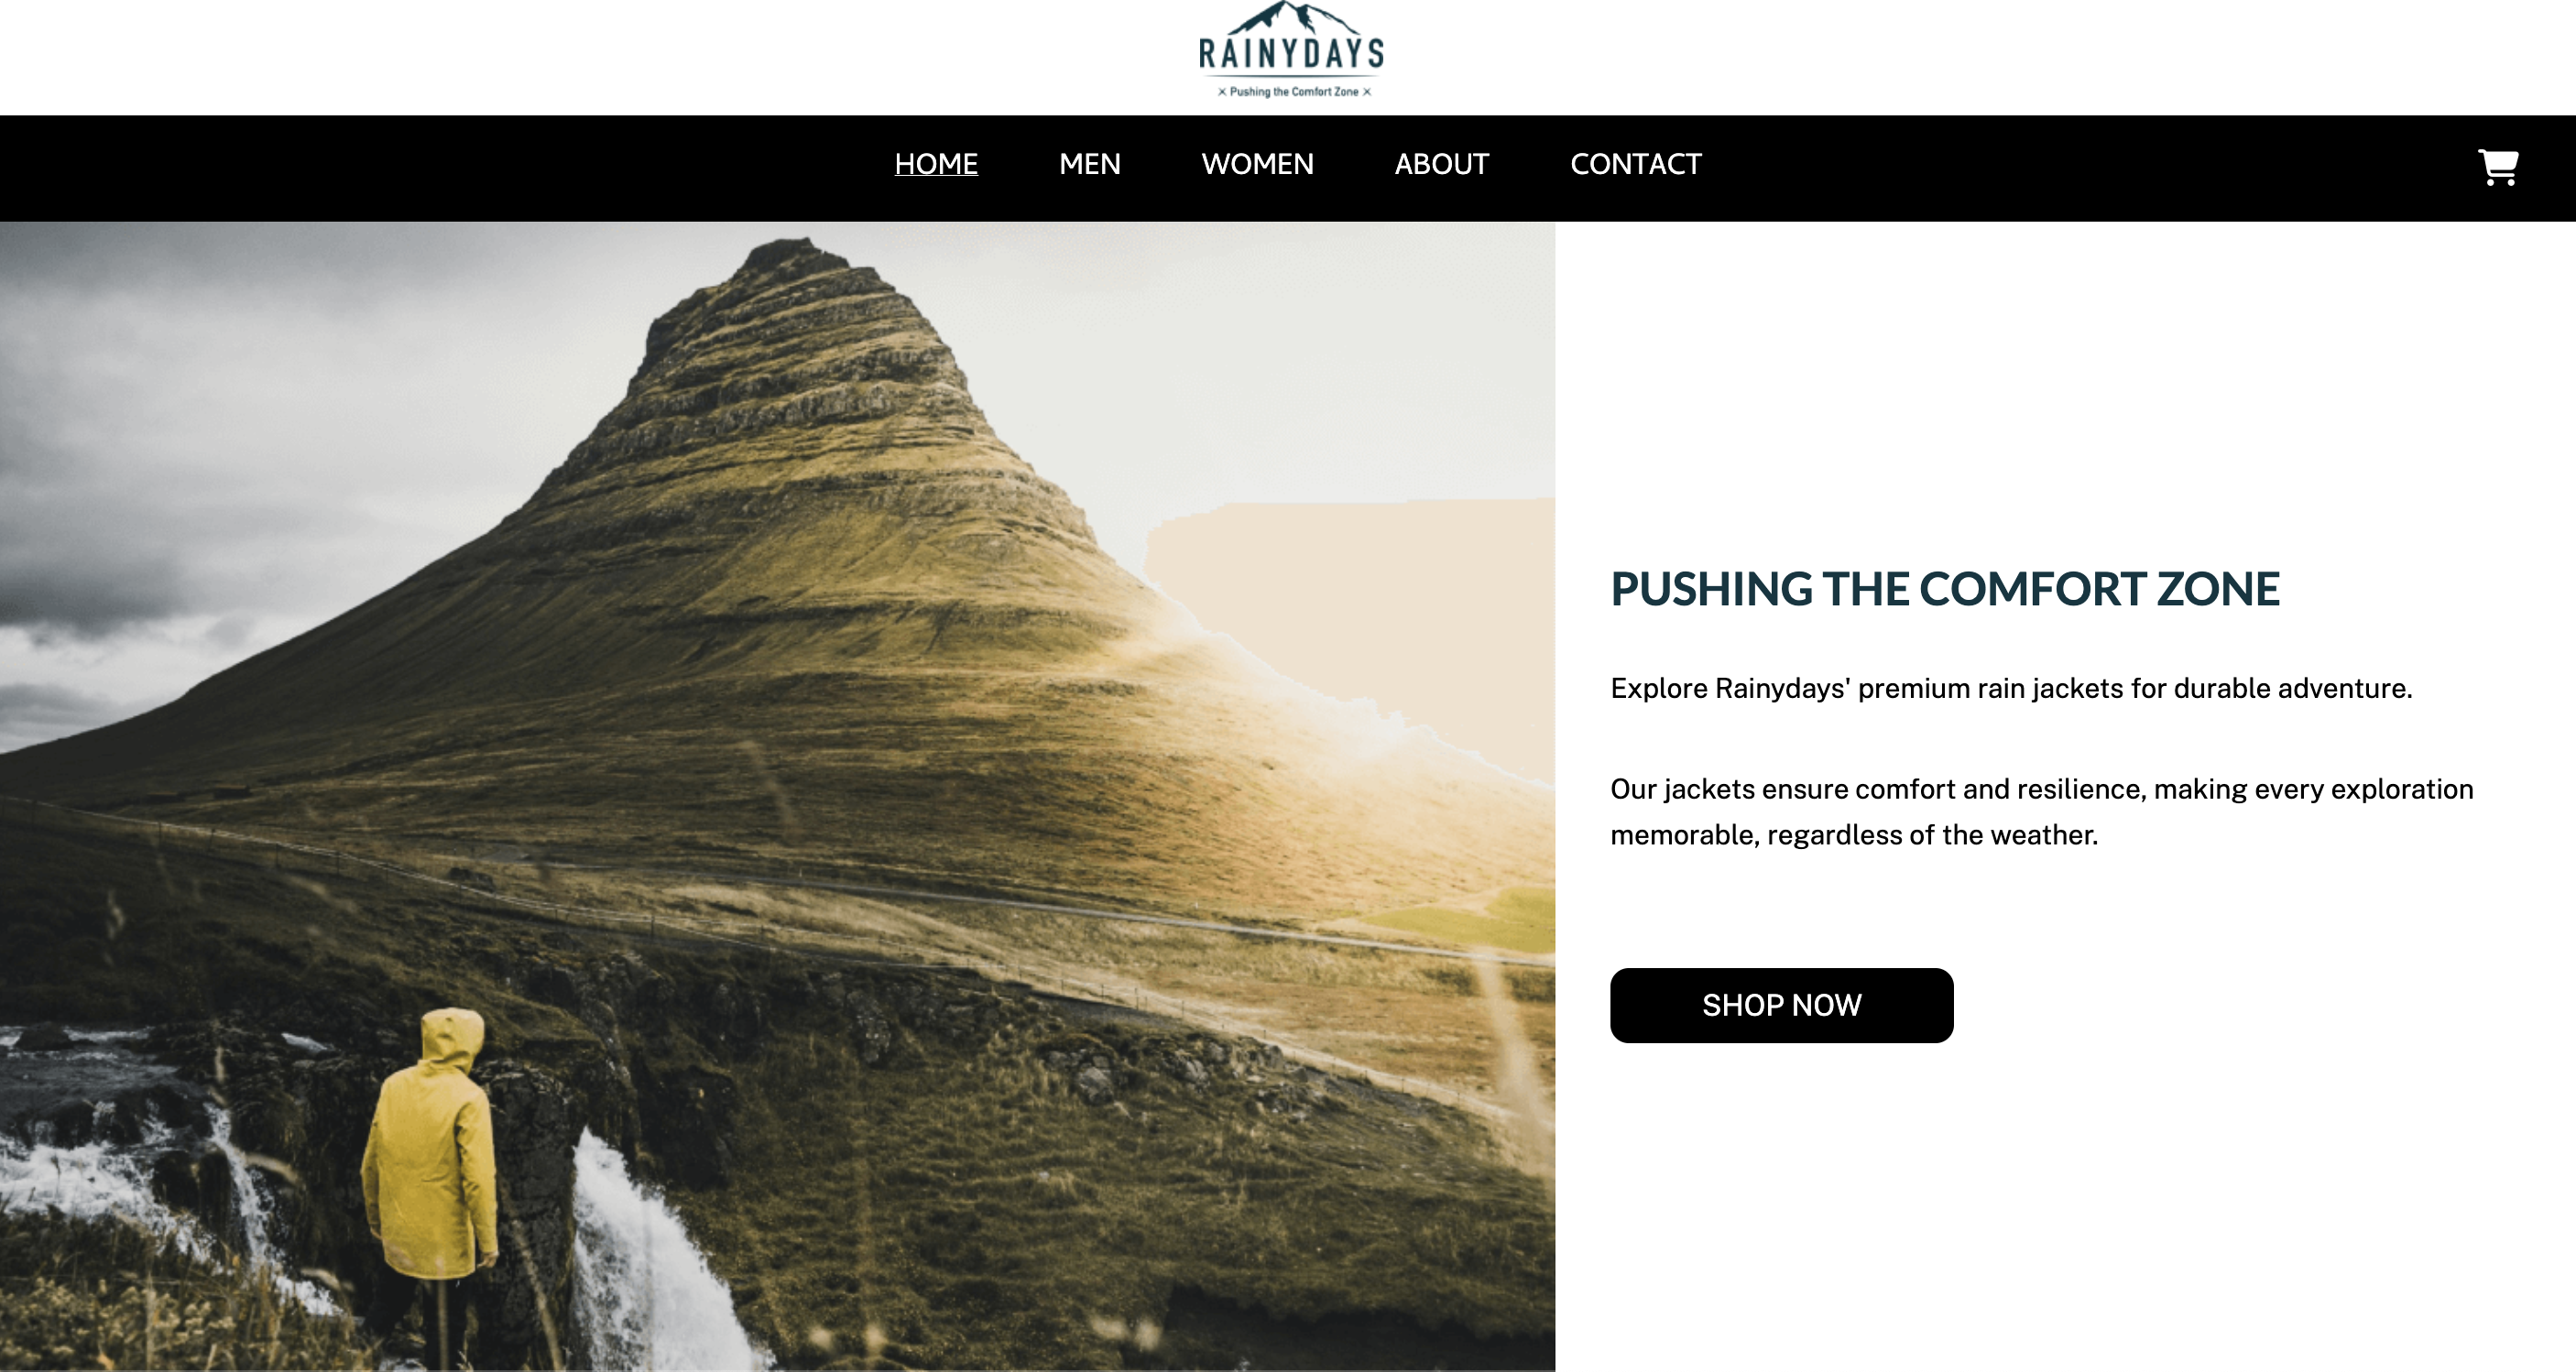 RAINYDAYS
× Pushing the Comfort Zone ×
HOME MEN WOMEN ABOUT CONTACT
PUSHING THE COMFORT ZONE
Explore Rainydays' premium rain jackets for durable adventure.
Our jackets ensure comfort and resilience, making every exploration
memorable, regardless of the weather.
SHOP NOW